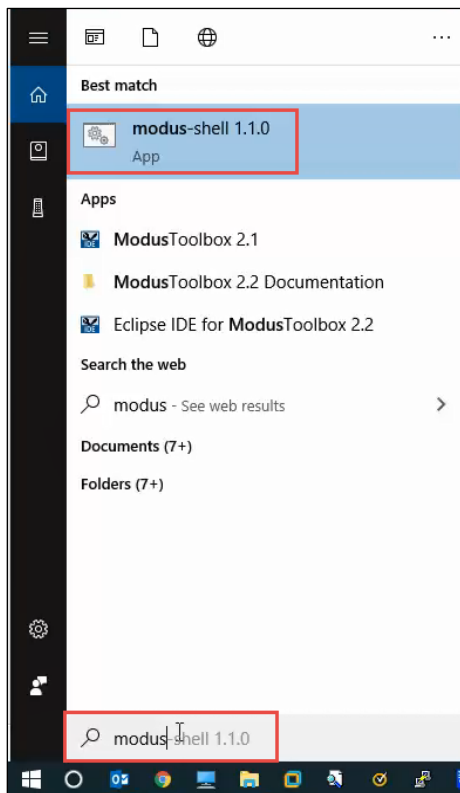 Best match
modus-shell 1.1.0
App
Apps
ModusToolbox 2.1
ModusToolbox 2.2 Documentation
Eclipse IDE for ModusToolbox 2.2
Search the web
modus - See web results
Documents (7+)
Folders (7+)
modus-shell 1.1.0